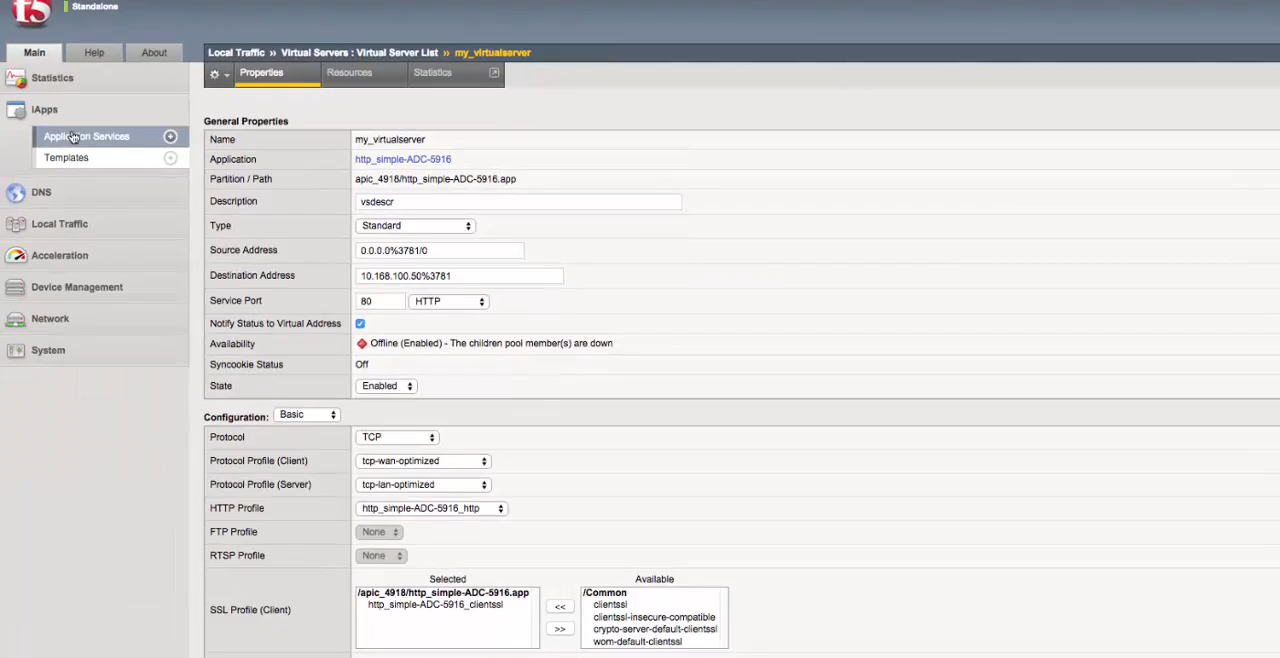 f5
Standalone
Main Help About
Statistics
iApps
Application Services
Templates
DNS
Local Traffic
Acceleration
Device Management
Network
System
Local Traffic » Virtual Servers : Virtual Server List » my_virtualserver
Properties Resources Statistics
General Properties
Name my_virtualserver
Application http_simple-ADC-5916
Partition / Path apic_4918/http_simple-ADC-5916.app
Description vsdescr
Type Standard
Source Address 0.0.0.0%3781/0
Destination Address 10.168.100.50%3781
Service Port 80 HTTP
Notify Status to Virtual Address
Availability Offline (Enabled) - The children pool member(s) are down
Syncookie Status Off
State Enabled
Configuration: Basic
Protocol TCP
Protocol Profile (Client) tcp-wan-optimized
Protocol Profile (Server) tcp-lan-optimized
HTTP Profile http_simple-ADC-5916_http
FTP Profile None
RTSP Profile None
Selected Available
SSL Profile (Client)
/apic_4918/http_simple-ADC-5916.app
http_simple-ADC-5916_clientssl
<<
>>
/Common
clientssl
clientssl-insecure-compatible
crypto-server-default-clientssl
wom-default-clientssl